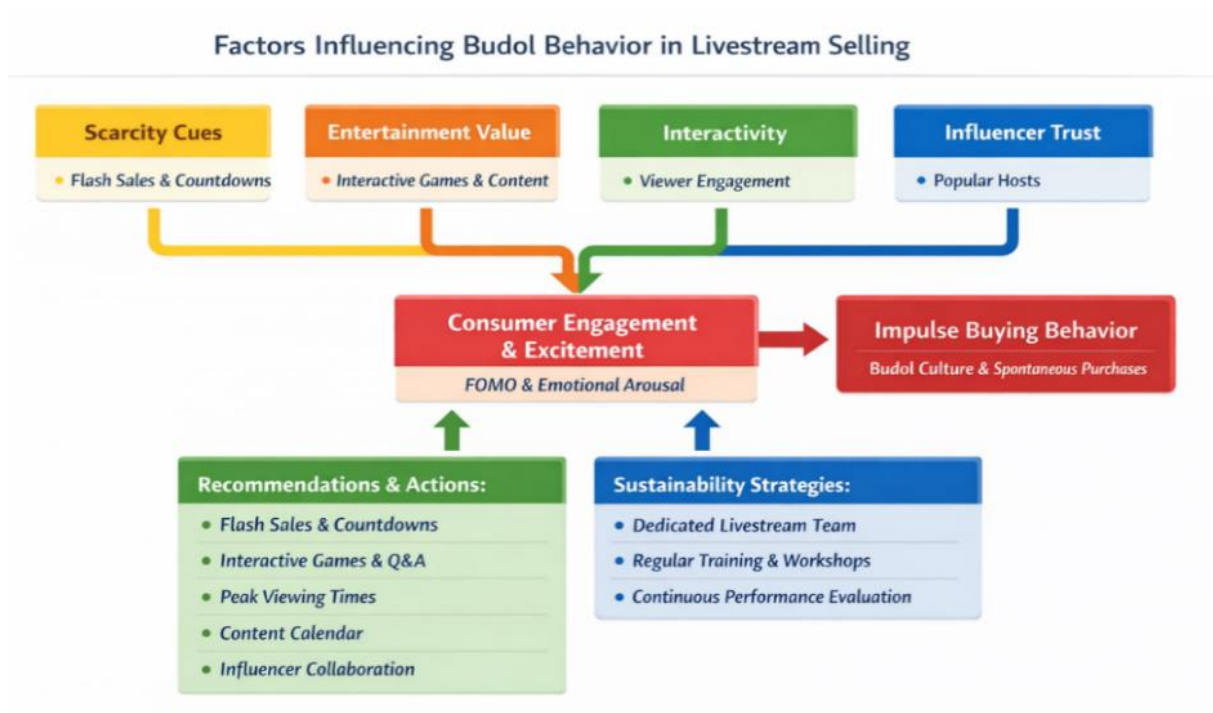 Factors Influencing Budol Behavior in Livestream Selling
Scarcity Cues
• Flash Sales & Countdowns
Entertainment Value
• Interactive Games & Content
Interactivity
• Viewer Engagement
Influencer Trust
• Popular Hosts
Consumer Engagement
& Excitement
FOMO & Emotional Arousal
Impulse Buying Behavior
Budol Culture & Spontaneous Purchases
Recommendations & Actions:
• Flash Sales & Countdowns
• Interactive Games & Q&A
• Peak Viewing Times
• Content Calendar
• Influencer Collaboration
Sustainability Strategies:
• Dedicated Livestream Team
• Regular Training & Workshops
• Continuous Performance Evaluation